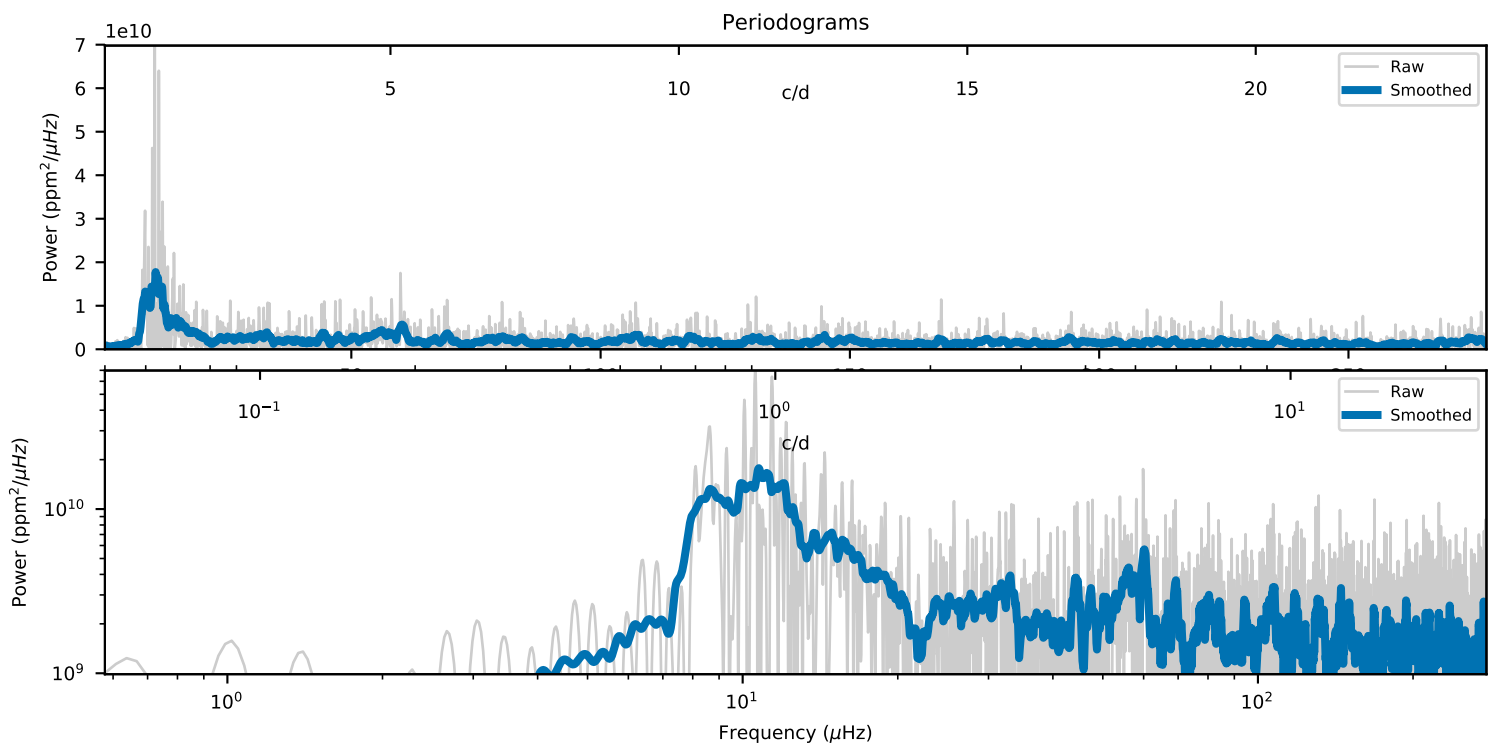 Periodograms
1e10
7
6
5
4
3
2
1
0
Power (ppm²/μHz)
5 10 15 20
c/d
Raw
Smoothed
10⁻¹ 10⁰ 10¹
c/d
Raw
Smoothed
10¹⁰
10⁹
Power (ppm²/μHz)
10⁰ 10¹ 10²
Frequency (μHz)